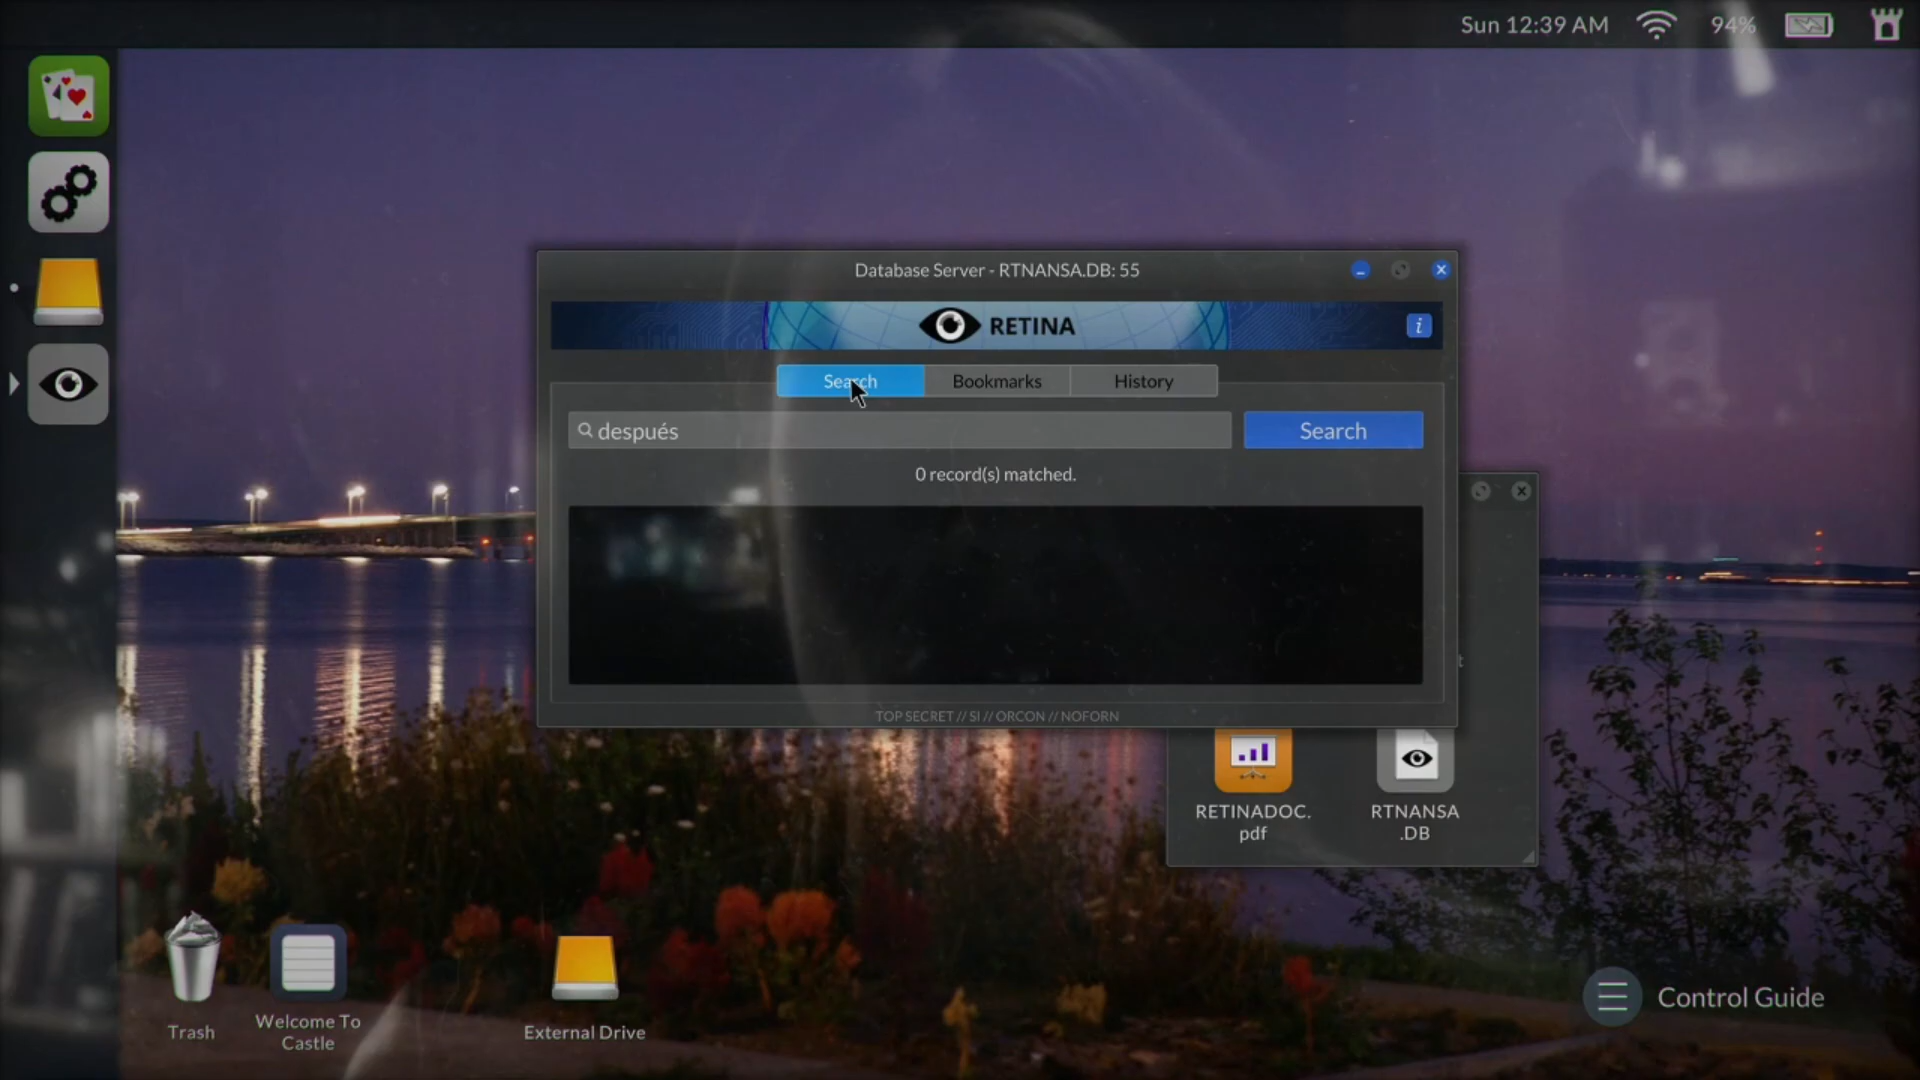 Sun 12:39 AM
94%
Database Server - RTNANSA.DB: 55
RETINA
i
Search
Bookmarks
History
después
Search
0 record(s) matched.
t
TOP SECRET // SI // ORCON // NOFORN
RETINADOC.
pdf
RTNANSA
.DB
Trash
Welcome To
Castle
External Drive
Control Guide